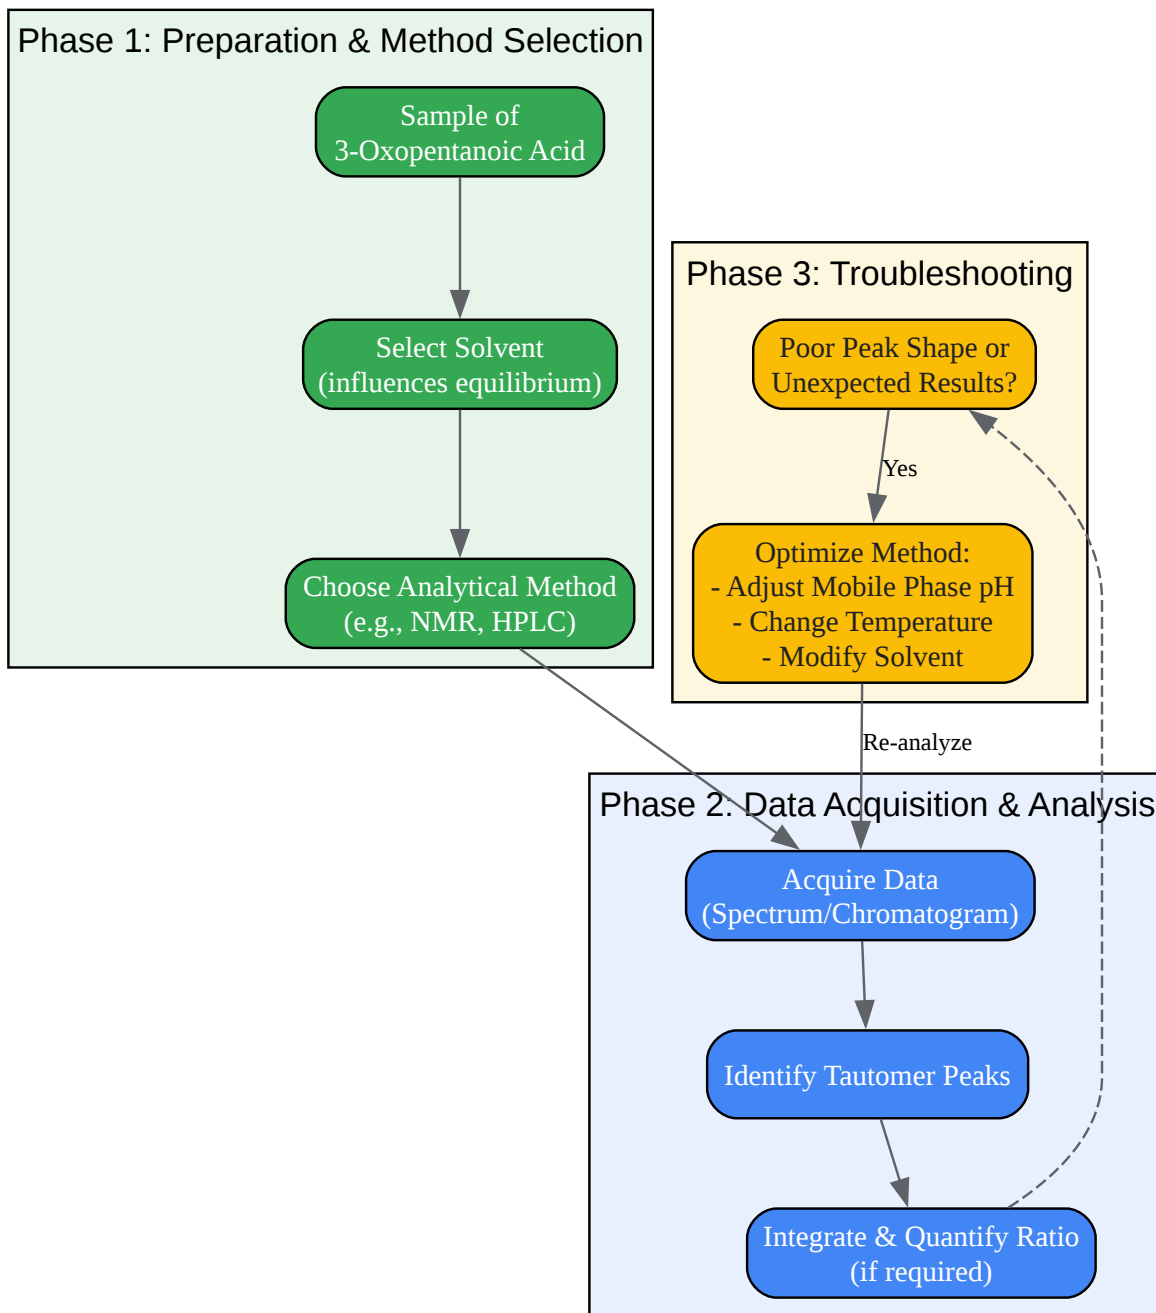 Phase 1: Preparation & Method Selection
Sample of
3-Oxopentanoic Acid
Select Solvent
(influences equilibrium)
Choose Analytical Method
(e.g., NMR, HPLC)
Phase 3: Troubleshooting
Poor Peak Shape or
Unexpected Results?
Yes
Optimize Method:
- Adjust Mobile Phase pH
- Change Temperature
- Modify Solvent
Re-analyze
Phase 2: Data Acquisition & Analysis
Acquire Data
(Spectrum/Chromatogram)
Identify Tautomer Peaks
Integrate & Quantify Ratio
(if required)